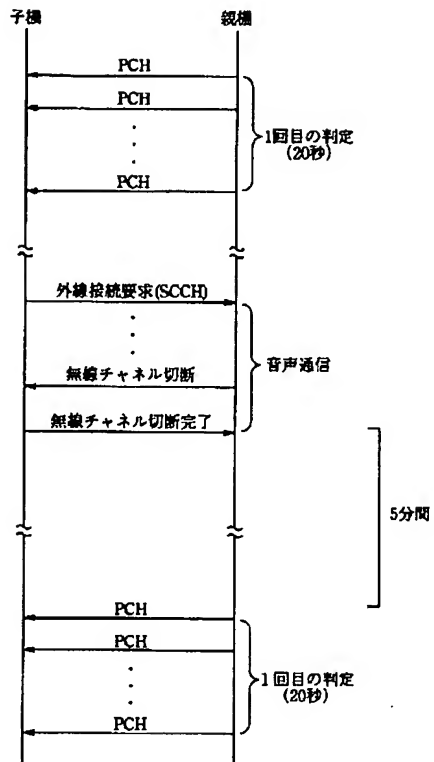 子機
親機
PCH
PCH
1回目の判定
(20秒)
PCH
外線接続要求(SCCH)
音声通信
無線チャネル切断
無線チャネル切断完了
5分間
PCH
PCH
1回目の判定
(20秒)
PCH